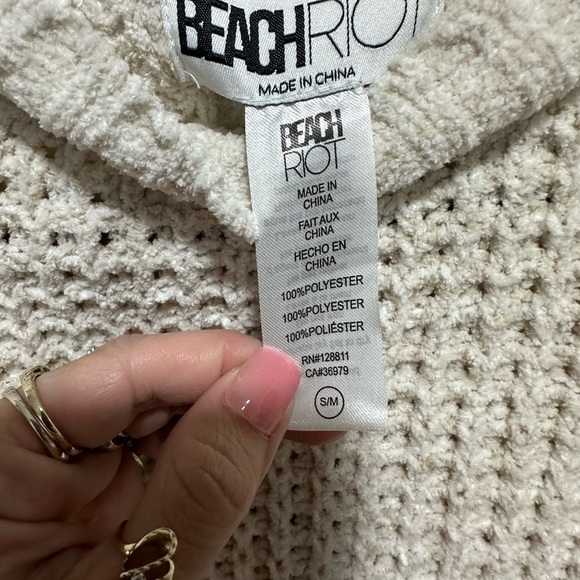 BEACHRIOT
MADE IN CHINA
BEACH
RIOT
MADE IN
CHINA
FAIT AUX
CHINA
HECHO EN
CHINA
100%POLYESTER
100%POLYESTER
100%POLIÉSTER
RN#128811
CA#36979
S/M